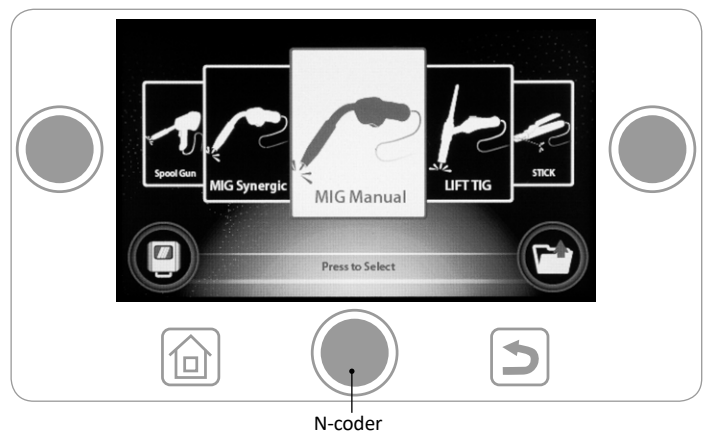 Spool Gun
MIG Synergic
MIG Manual
LIFT TIG
STICK
Press to Select
N-coder